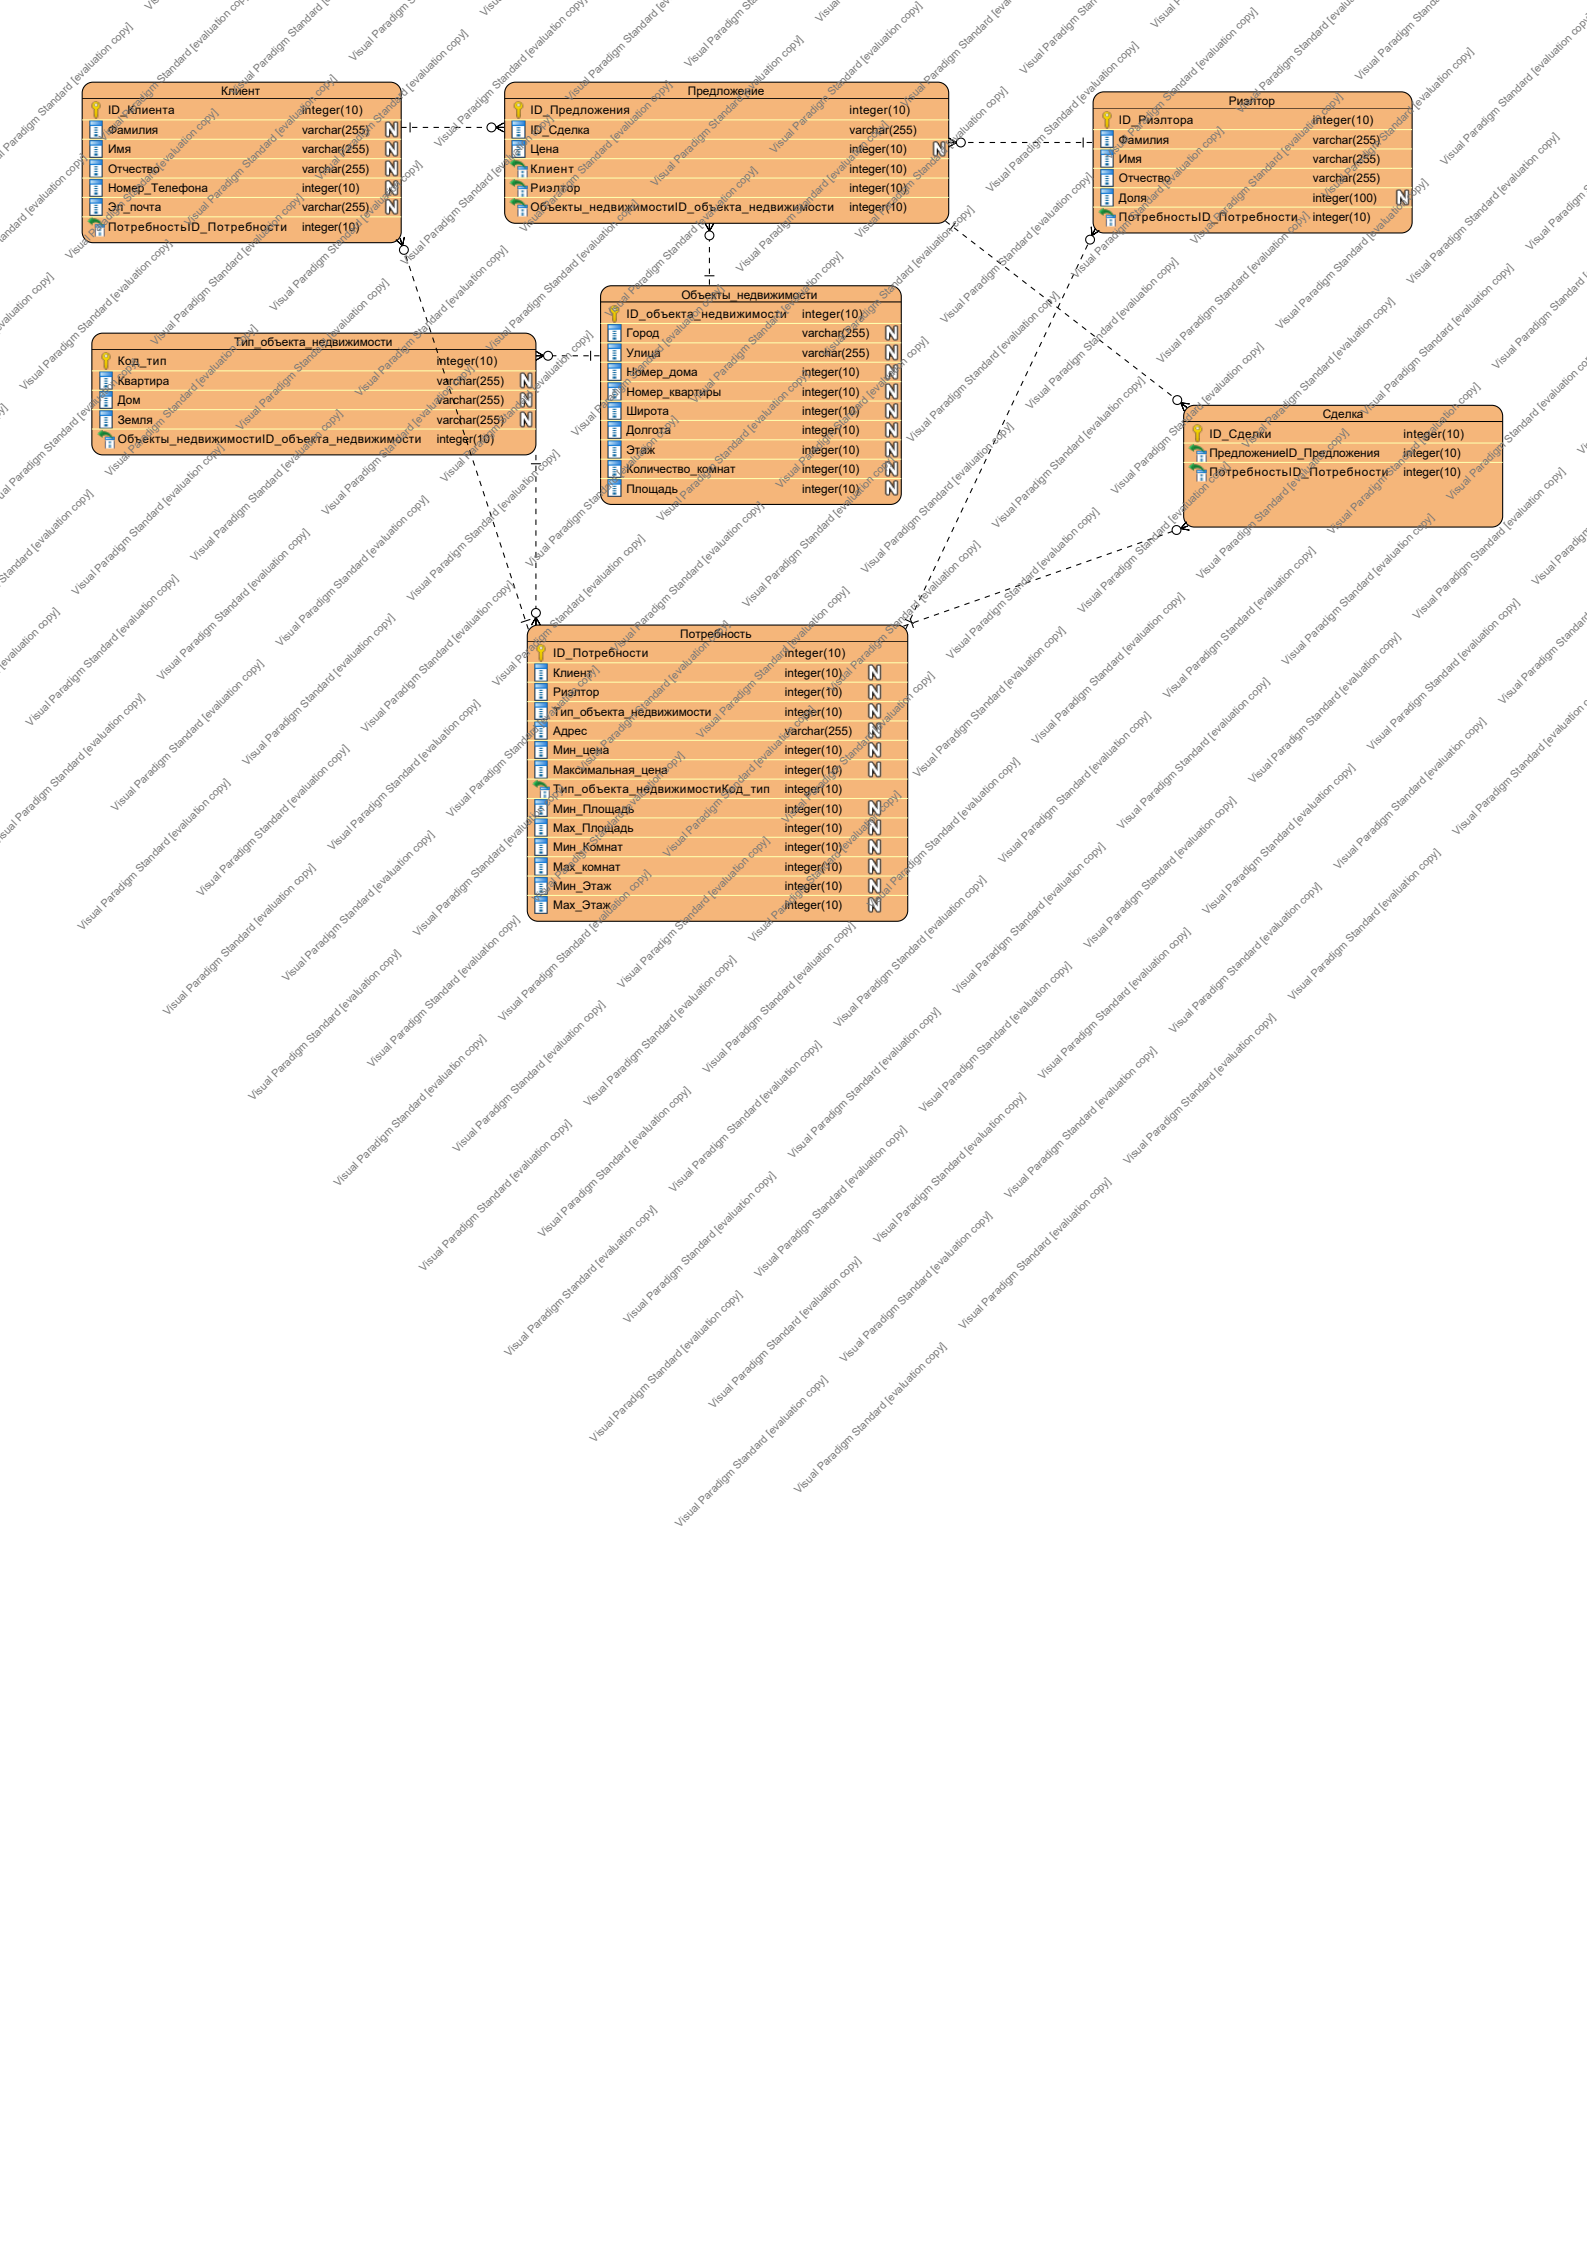 Клиент
ID_Клиента integer(10)
Фамилия varchar(255) N
Имя varchar(255) N
Отчество varchar(255) N
Номер_Телефона integer(10) N
Эл_почта varchar(255) N
ПотребностьID_Потребности integer(10)
Предложение
ID_Предложения integer(10)
ID_Сделка varchar(255)
Цена integer(10) N
Клиент integer(10)
Риэлтор integer(10)
Объекты_недвижимостиID_объекта_недвижимости integer(10)
Риэлтор
ID_Риэлтора integer(10)
Фамилия varchar(255)
Имя varchar(255)
Отчество varchar(255)
Доля integer(100) N
ПотребностьID_Потребности integer(10)
Объекты_недвижимости
ID_объекта_недвижимости integer(10)
Город varchar(255) N
Улица varchar(255) N
Номер_дома integer(10) N
Номер_квартиры integer(10) N
Широта integer(10) N
Долгота integer(10) N
Этаж integer(10) N
Количество_комнат integer(10) N
Площадь integer(10) N
Тип_объекта_недвижимости
Код_тип integer(10)
Квартира varchar(255) N
Дом varchar(255) N
Земля varchar(255) N
Объекты_недвижимостиID_объекта_недвижимости integer(10)
Сделка
ID_Сделки integer(10)
ПредложениеID_Предложения integer(10)
ПотребностьID_Потребности integer(10)
Потребность
ID_Потребности integer(10)
Клиент integer(10) N
Риэлтор integer(10) N
Тип_объекта_недвижимости integer(10) N
Адрес varchar(255) N
Мин_цена integer(10) N
Максимальная_цена integer(10) N
Тип_объекта_недвижимостиКод_тип integer(10)
Мин_Площадь integer(10) N
Мах_Площадь integer(10) N
Мин_Комнат integer(10) N
Мах_комнат integer(10) N
Мин_Этаж integer(10) N
Мах_Этаж integer(10) N
Visual Paradigm Standard [evaluation copy]